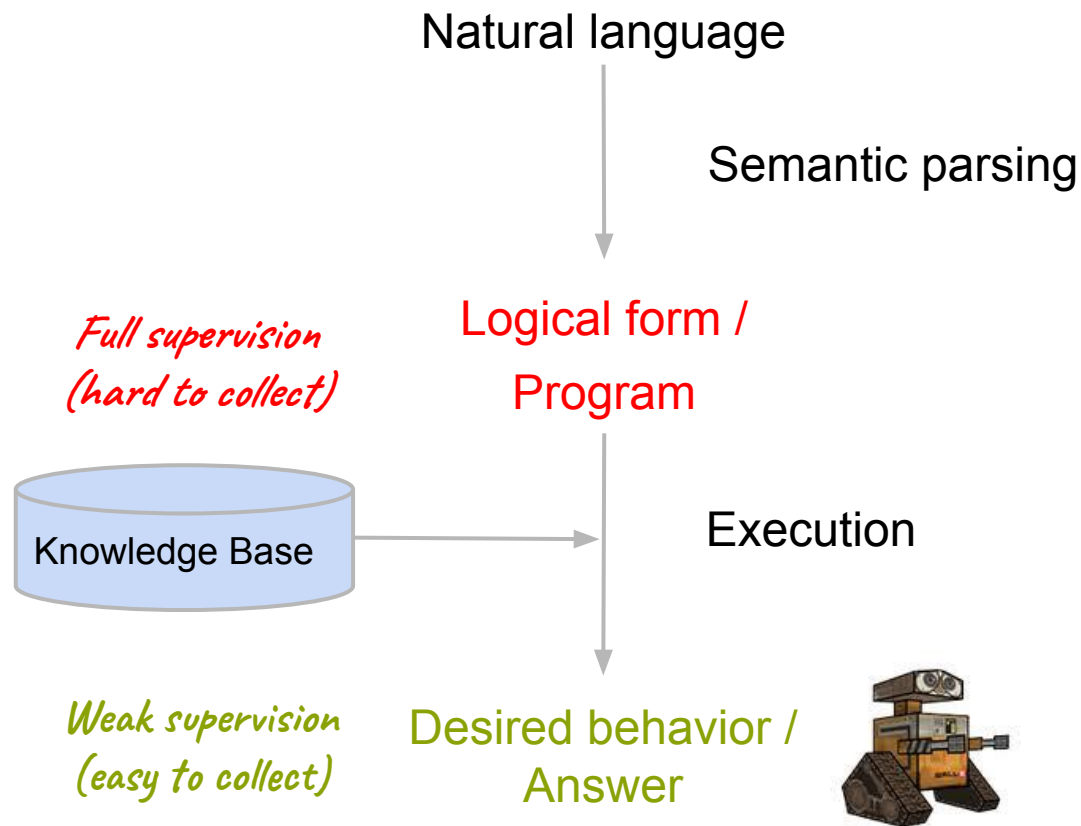 Natural language
Semantic parsing
Full supervision
(hard to collect)
Logical form /
Program
Knowledge Base
Execution
Weak supervision
(easy to collect)
Desired behavior /
Answer